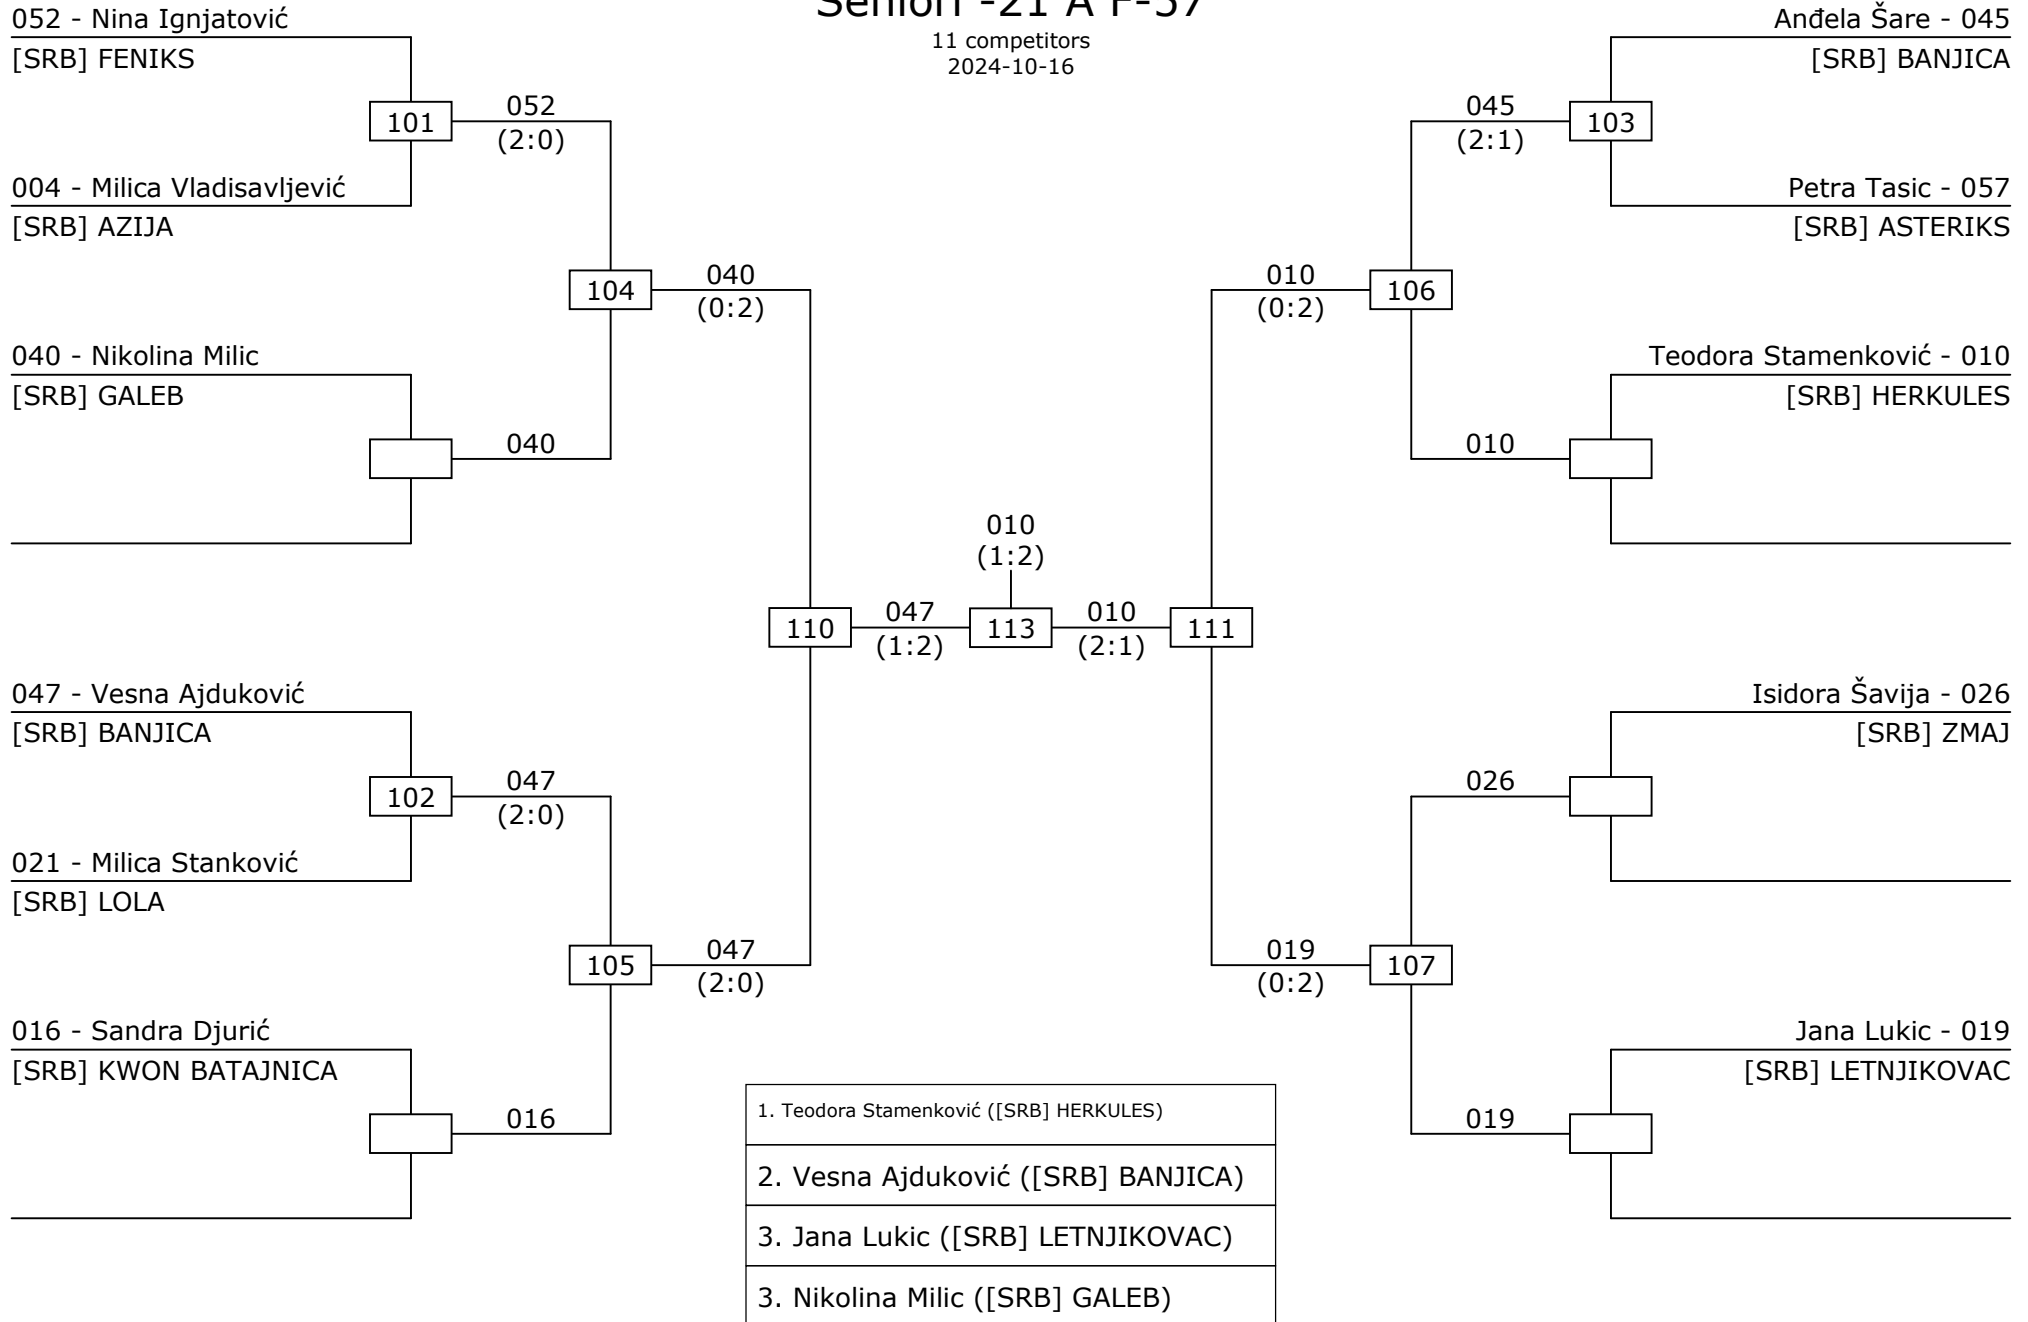 Seniori -21 A F-57
11 competitors
2024-10-16
052 - Nina Ignjatović
[SRB] FENIKS
101
052
(2:0)
004 - Milica Vladisavljević
[SRB] AZIJA
104
040
(0:2)
040 - Nikolina Milic
[SRB] GALEB
040
110
047
(1:2)
047 - Vesna Ajduković
[SRB] BANJICA
102
047
(2:0)
021 - Milica Stanković
[SRB] LOLA
105
047
(2:0)
016 - Sandra Djurić
[SRB] KWON BATAJNICA
016
010
(1:2)
113
Anđela Šare - 045
[SRB] BANJICA
045
(2:1)
103
Petra Tasic - 057
[SRB] ASTERIKS
010
(0:2)
106
Teodora Stamenković - 010
[SRB] HERKULES
010
010
(2:1)
111
Isidora Šavija - 026
[SRB] ZMAJ
026
019
(0:2)
107
Jana Lukic - 019
[SRB] LETNJIKOVAC
019
1. Teodora Stamenković ([SRB] HERKULES)
2. Vesna Ajduković ([SRB] BANJICA)
3. Jana Lukic ([SRB] LETNJIKOVAC)
3. Nikolina Milic ([SRB] GALEB)